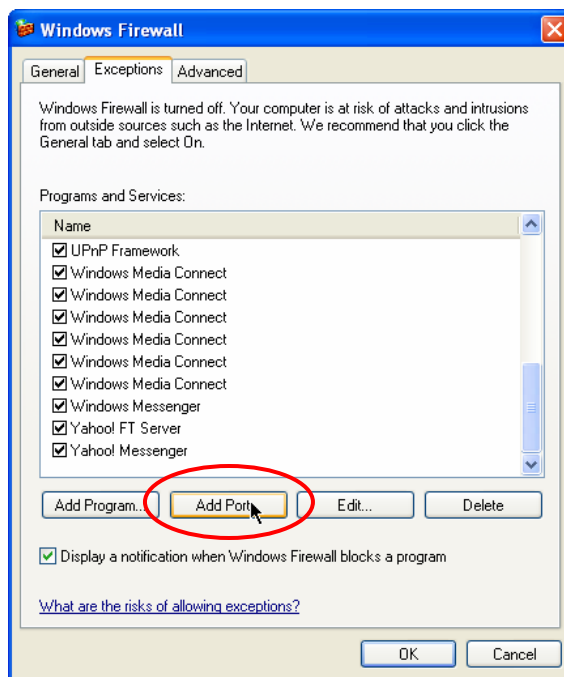 Windows Firewall
General Exceptions Advanced
Windows Firewall is turned off. Your computer is at risk of attacks and intrusions
from outside sources such as the Internet. We recommend that you click the
General tab and select On.
Programs and Services:
Name
UPnP Framework
Windows Media Connect
Windows Media Connect
Windows Media Connect
Windows Media Connect
Windows Media Connect
Windows Media Connect
Windows Messenger
Yahoo! FT Server
Yahoo! Messenger
Add Program... Add Port Edit... Delete
Display a notification when Windows Firewall blocks a program
What are the risks of allowing exceptions?
OK Cancel